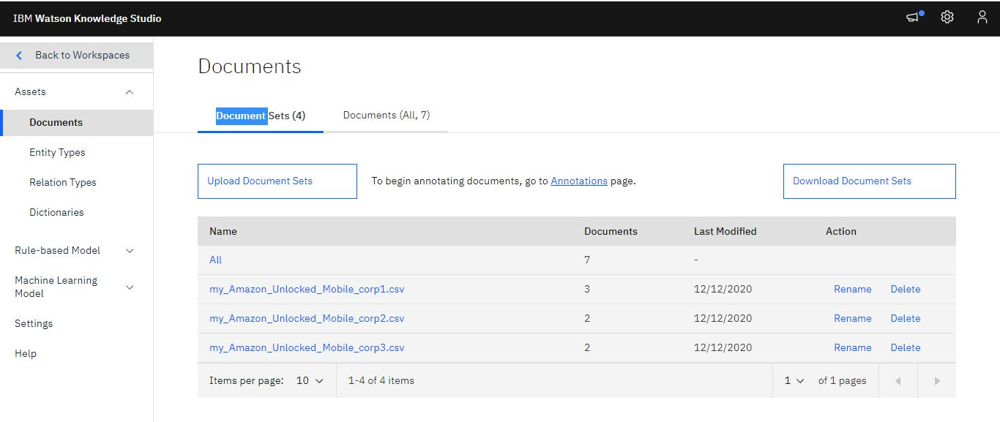 IBM Watson Knowledge Studio
Back to Workspaces
Assets
Documents
Entity Types
Relation Types
Dictionaries
Rule-based Model
Machine Learning
Model
Settings
Help
Documents
Document Sets (4)
Documents (All, 7)
Upload Document Sets
To begin annotating documents, go to Annotations page.
Download Document Sets
Name Documents Last Modified Action
All 7 -
my_Amazon_Unlocked_Mobile_corp1.csv 3 12/12/2020 Rename Delete
my_Amazon_Unlocked_Mobile_corp2.csv 2 12/12/2020 Rename Delete
my_Amazon_Unlocked_Mobile_corp3.csv 2 12/12/2020 Rename Delete
Items per page: 10 1-4 of 4 items 1 of 1 pages